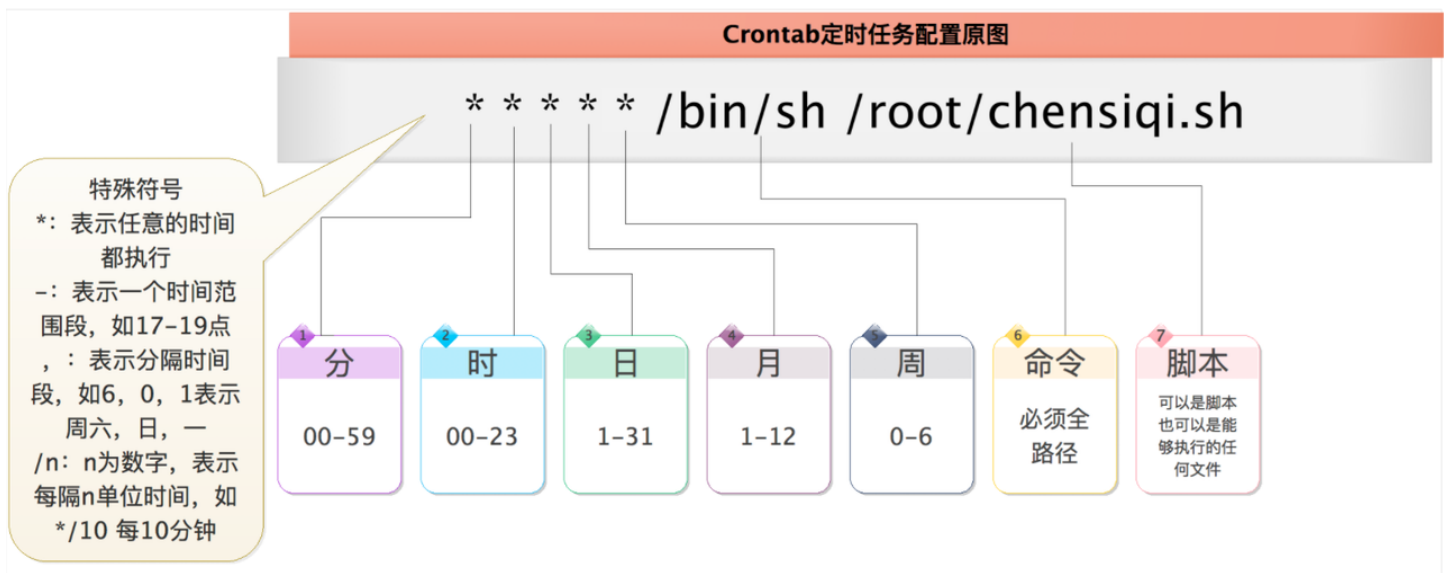 Crontab定时任务配置原图
* * * * * /bin/sh /root/chensiqi.sh
特殊符号
*：表示任意的时间
都执行
-：表示一个时间范
围段，如17-19点
，：表示分隔时间
段，如6，0，1表示
周六，日，一
/n：n为数字，表示
每隔n单位时间，如
*/10 每10分钟
1
分
00-59
2
时
00-23
3
日
1-31
4
月
1-12
5
周
0-6
6
命令
必须全
路径
7
脚本
可以是脚本
也可以是能
够执行的任
何文件